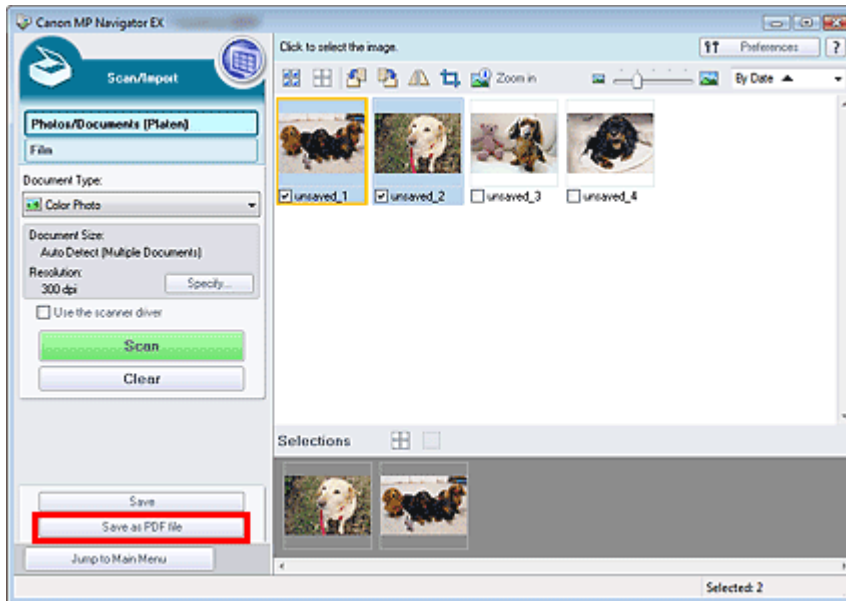 Canon MP Navigator EX
Scan/Import
Photos/Documents (Platen)
Film
Document Type:
Color Photo
Document Size:
Auto Detect (Multiple Documents)
Resolution:
300 dpi
Specify...
Use the scanner driver
Scan
Clear
Save
Save as PDF file
Jump to Main Menu
Click to select the image.
Preferences
?
Zoom in
By Date
unsaved_1
unsaved_2
unsaved_3
unsaved_4
Selections
Selected: 2